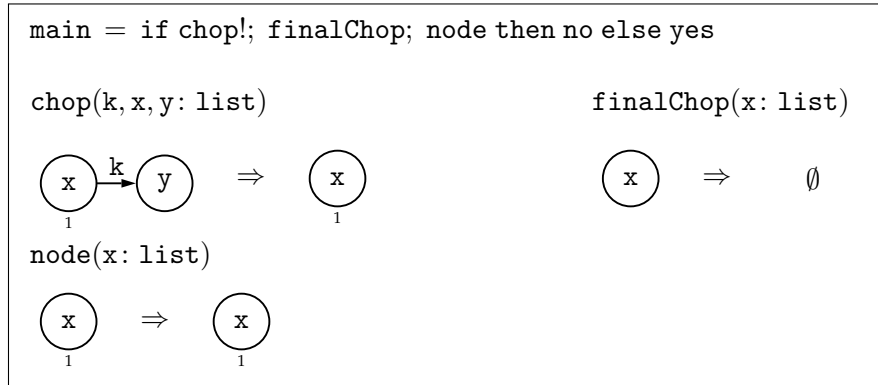 main = if chop!; finalChop; node then no else yes
chop(k, x, y: list)
finalChop(x: list)
x k y ⇒ x
1 1
x ⇒ ∅
node(x: list)
x ⇒ x
1 1